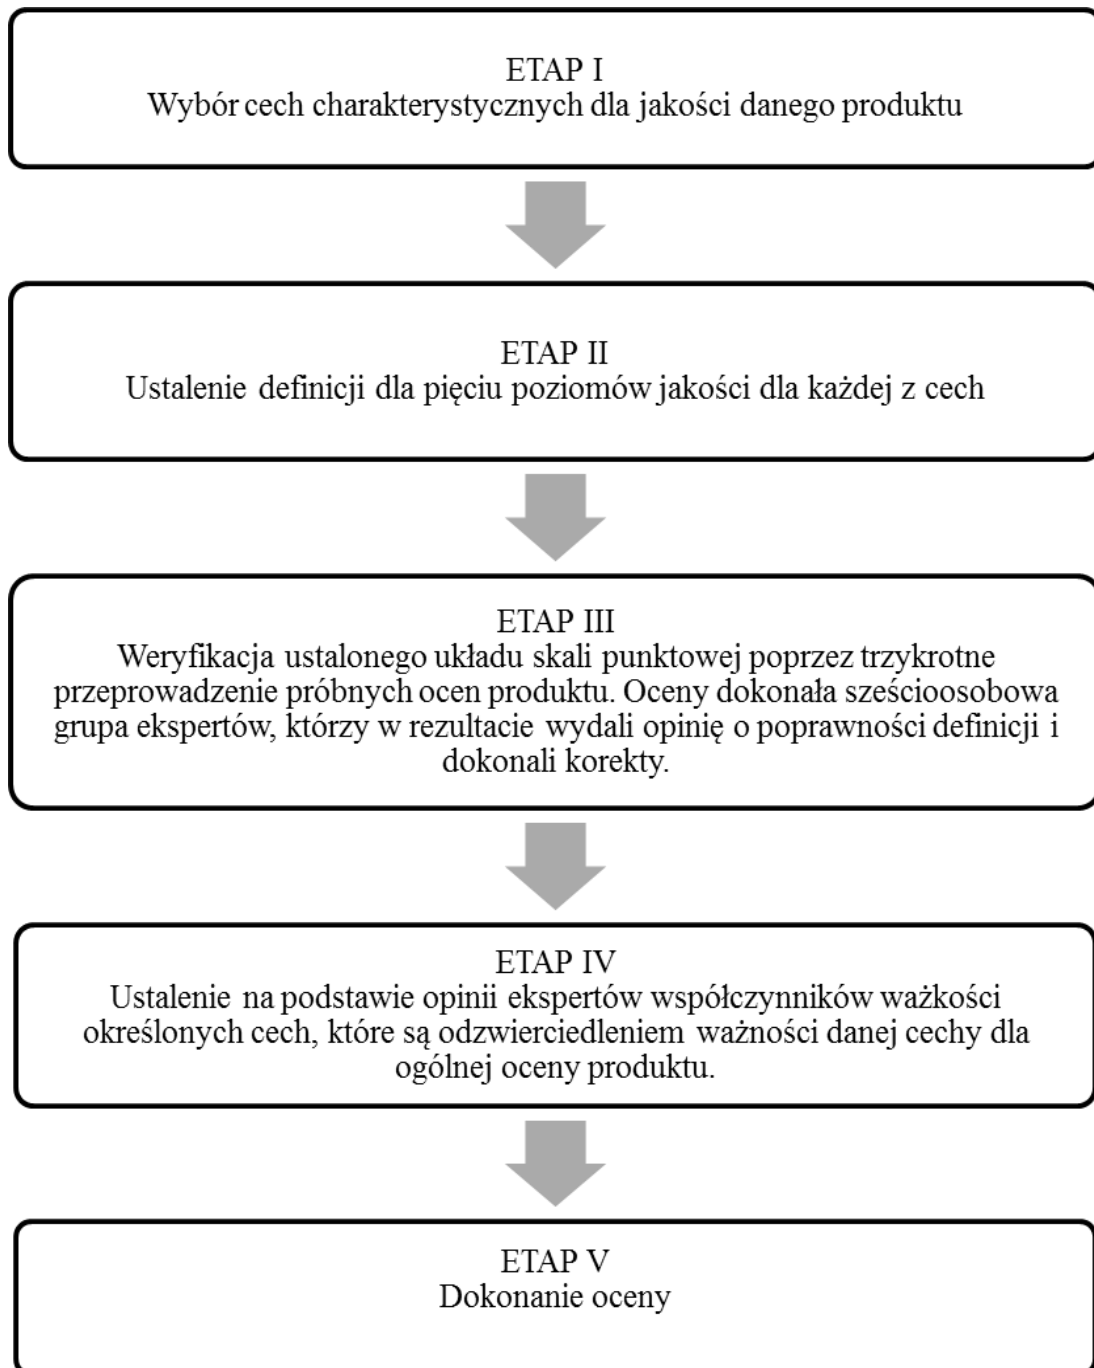 ETAP I
Wybór cech charakterystycznych dla jakości danego produktu
ETAP II
Ustalenie definicji dla pięciu poziomów jakości dla każdej z cech
ETAP III
Weryfikacja ustalonego układu skali punktowej poprzez trzykrotne
przeprowadzenie próbnych ocen produktu. Oceny dokonała sześcioosobowa
grupa ekspertów, którzy w rezultacie wydali opinię o poprawności definicji i
dokonali korekty.
ETAP IV
Ustalenie na podstawie opinii ekspertów współczynników ważkości
określonych cech, które są odzwierciedleniem ważności danej cechy dla
ogólnej oceny produktu.
ETAP V
Dokonanie oceny